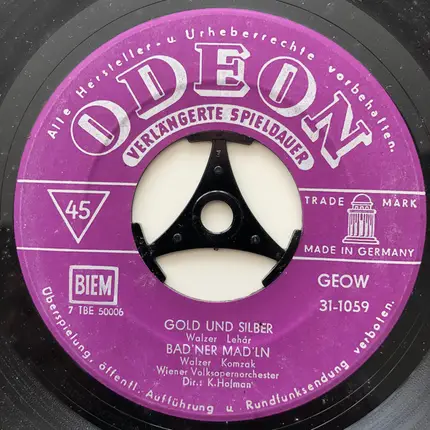 Alle Hersteller- u Urheberrechte vorbehalten.
ODEON
VERLÄNGERTE SPIELDAUER
45
TRADE MARK
MADE IN GERMANY
BIEM
7 TBE 50006
GEOW
31-1059
GOLD UND SILBER
Walzer Lehár
BAD'NER MAD'LN
Walzer Komzak
Wiener Volksopernorchester
Dir.: K.Hofman
Überspielung, öffentl. Aufführung u Rundfunksendung verboten.